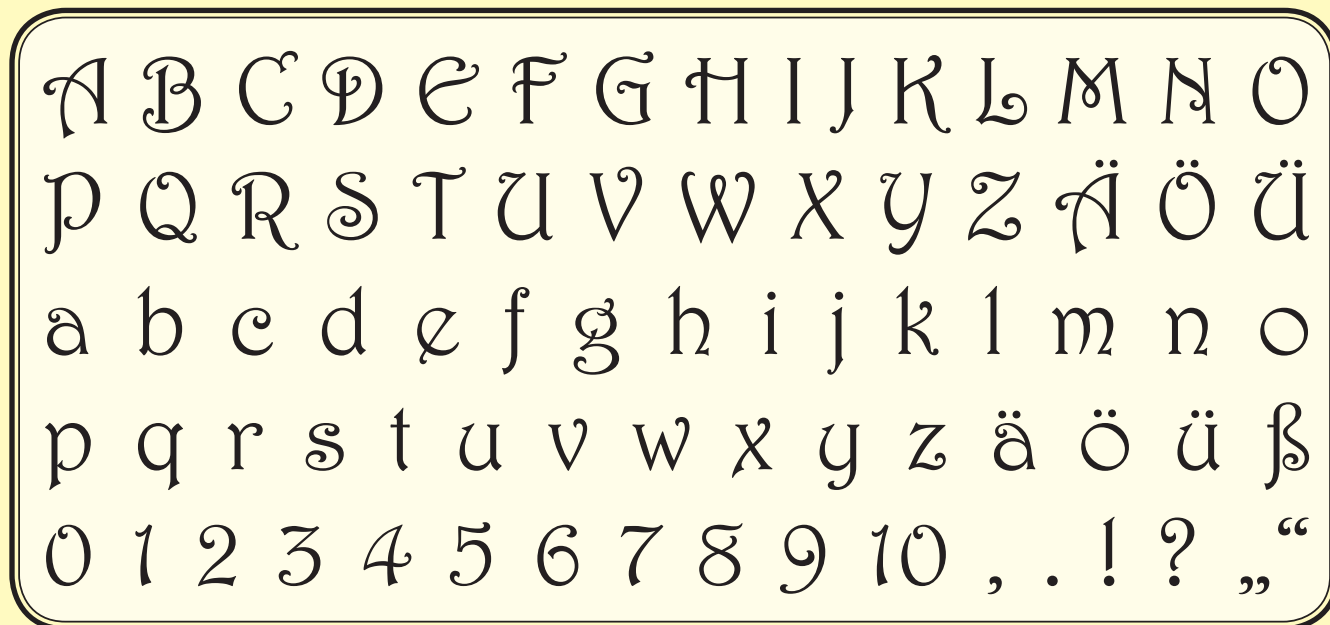 A B C D E F G H I J K L M N O
P Q R S T U V W X Y Z Ä Ö Ü
a b c d e f g h i j k l m n o
p q r s t u v w x y z ä ö ü ß
0 1 2 3 4 5 6 7 8 9 10 , . ! ? „ “